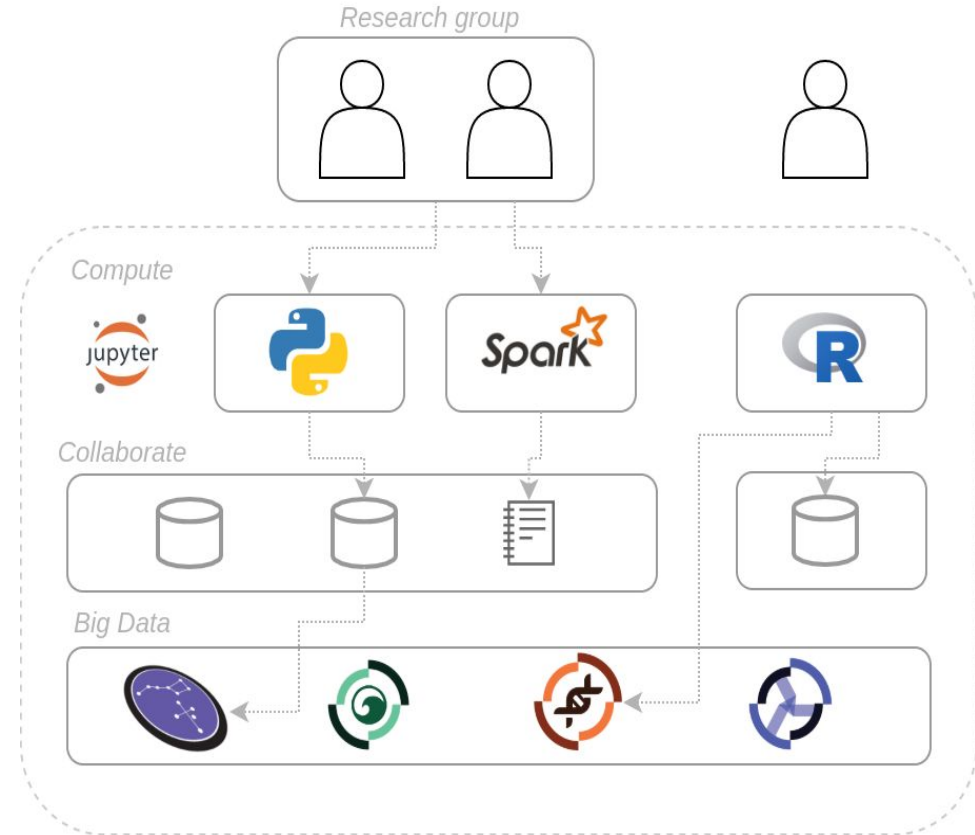 Research group
Compute
jupyter
Spark
R
Collaborate
Big Data